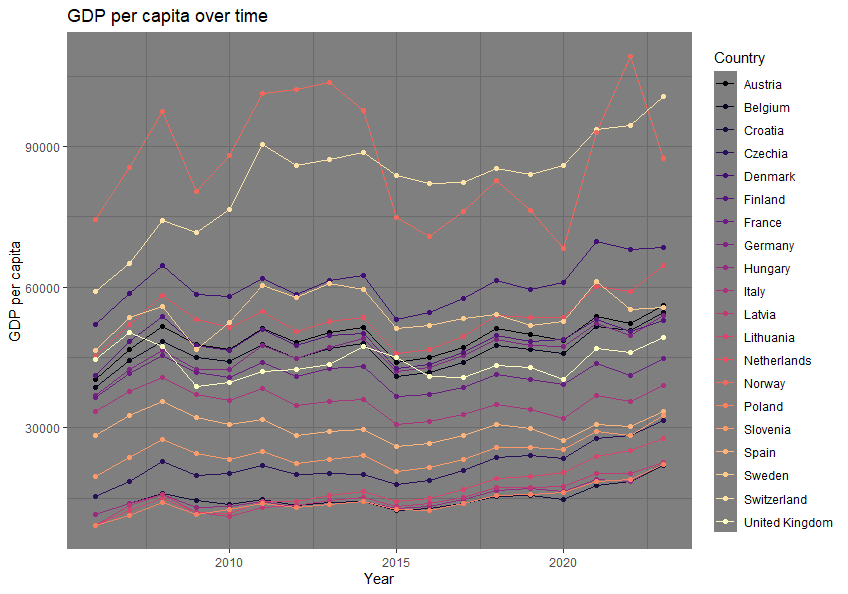 GDP per capita over time
GDP per capita
90000
60000
30000
2010
2015
2020
Year
Country
Austria
Belgium
Croatia
Czechia
Denmark
Finland
France
Germany
Hungary
Italy
Latvia
Lithuania
Netherlands
Norway
Poland
Slovenia
Spain
Sweden
Switzerland
United Kingdom